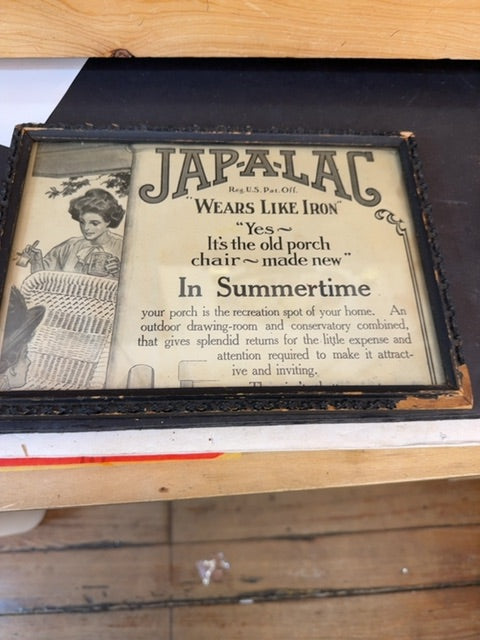 JAP-A-LAC
Reg. U.S. Pat. Off.
"WEARS LIKE IRON"
"Yes ~
It's the old porch
chair ~ made new"
In Summertime
your porch is the recreation spot of your home. An
outdoor drawing-room and conservatory combined,
that gives splendid returns for the little expense and
attention required to make it attract-
ive and inviting.